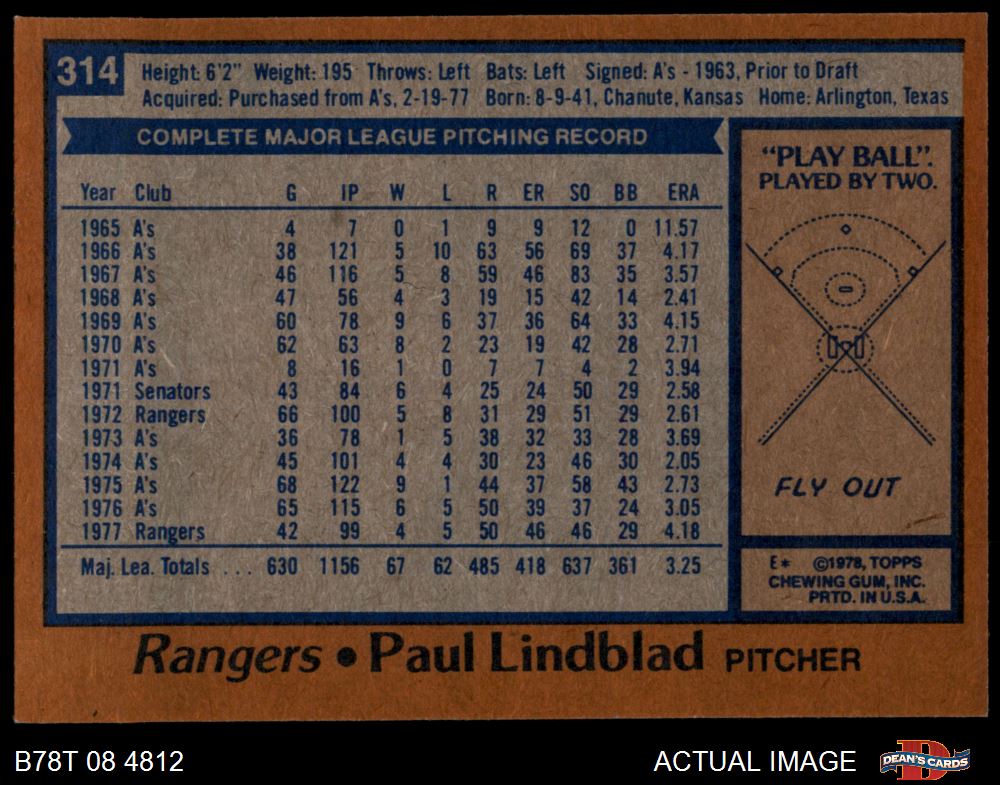 314
Height: 6'2" Weight: 195 Throws: Left Bats: Left Signed: A's - 1963, Prior to Draft
Acquired: Purchased from A's, 2-19-77 Born: 8-9-41, Chanute, Kansas Home: Arlington, Texas
COMPLETE MAJOR LEAGUE PITCHING RECORD
Year Club G IP W L R ER SO BB ERA
1965 A's 4 7 0 1 9 9 12 0 11.57
1966 A's 38 121 5 10 63 56 69 37 4.17
1967 A's 46 116 5 8 59 46 83 35 3.57
1968 A's 47 56 4 3 19 15 42 14 2.41
1969 A's 60 78 9 6 37 36 64 33 4.15
1970 A's 62 63 8 2 23 19 42 28 2.71
1971 A's 8 16 1 0 7 7 4 2 3.94
1971 Senators 43 84 6 4 25 24 50 29 2.58
1972 Rangers 66 100 5 8 31 29 51 29 2.61
1973 A's 36 78 1 5 38 32 33 28 3.69
1974 A's 45 101 4 4 30 23 46 30 2.05
1975 A's 68 122 9 1 44 37 58 43 2.73
1976 A's 65 115 6 5 50 39 37 24 3.05
1977 Rangers 42 99 4 5 50 46 46 29 4.18
Maj. Lea. Totals . . . 630 1156 67 62 485 418 637 361 3.25
"PLAY BALL".
PLAYED BY TWO.
FLY OUT
E* ©1978, TOPPS
CHEWING GUM, INC.
PRTD. IN U.S.A.
Rangers • Paul Lindblad PITCHER
B78T 08 4812
ACTUAL IMAGE
D
DEAN'S CARDS